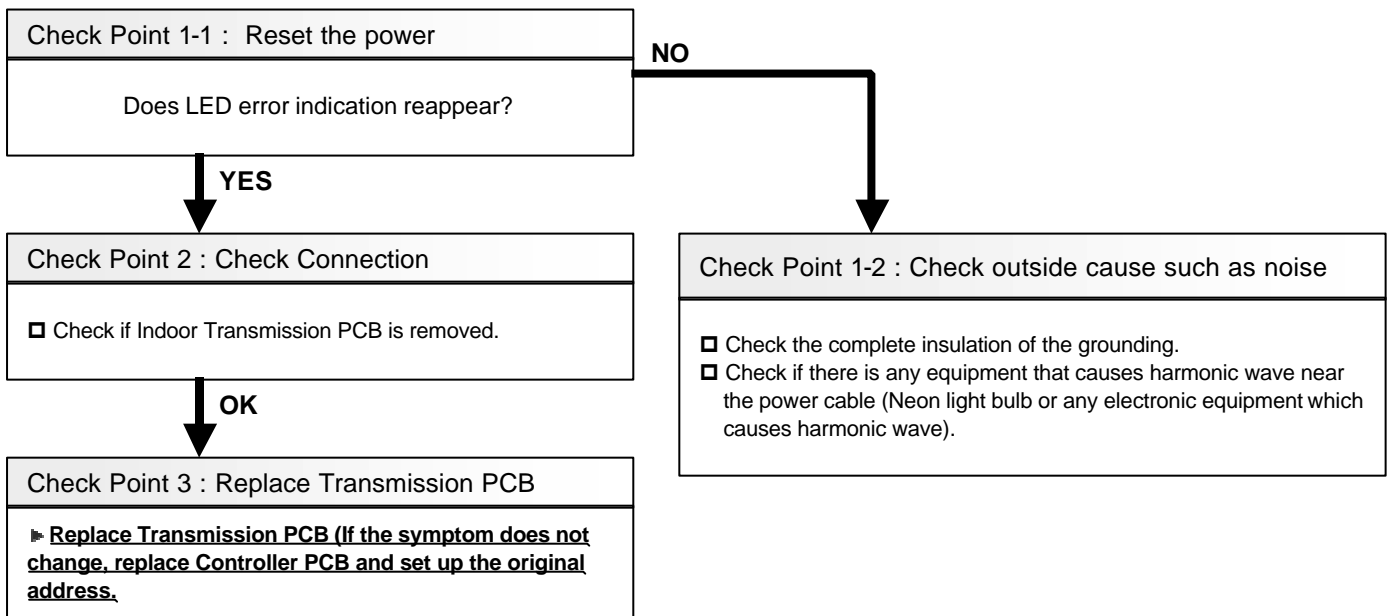 Check Point 1-1 :  Reset the power
Does LED error indication reappear?
NO
YES
Check Point 2 : Check Connection
Check if Indoor Transmission PCB is removed.
OK
Check Point 3 : Replace Transmission PCB
Replace Transmission PCB (If the symptom does not
change, replace Controller PCB and set up the original
address.
Check Point 1-2 : Check outside cause such as noise
Check the complete insulation of the grounding.
Check if there is any equipment that causes harmonic wave near
the power cable (Neon light bulb or any electronic equipment which
causes harmonic wave).